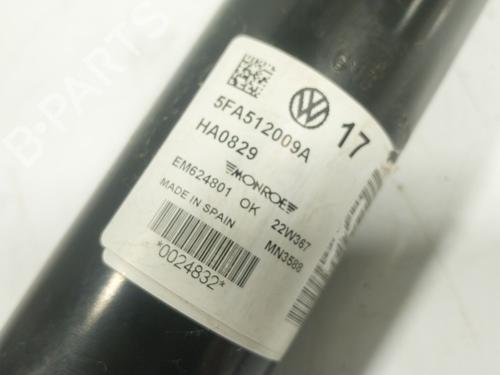 B-PARTS
17
5FA512009A
HA0829
MONROE
EM624801 OK 22W367
MADE IN SPAIN
MN3588
*0024832*